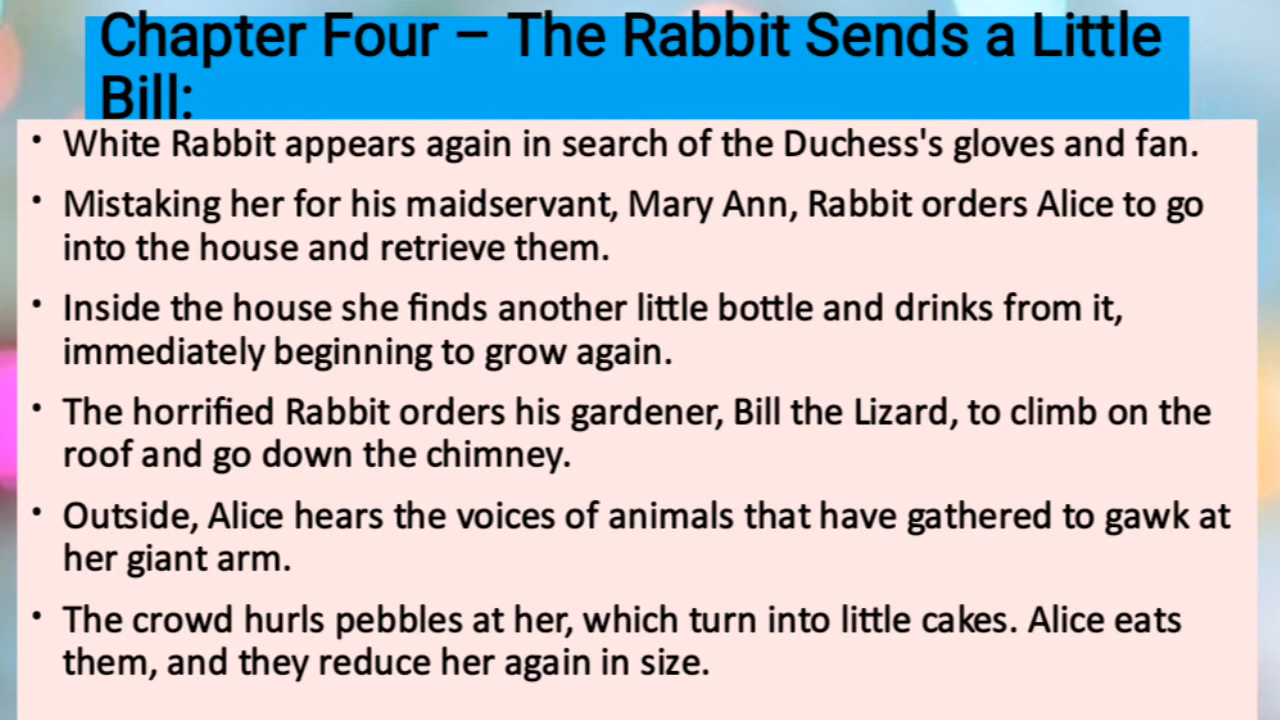 Chapter Four – The Rabbit Sends a Little
Bill:
• White Rabbit appears again in search of the Duchess's gloves and fan.
• Mistaking her for his maidservant, Mary Ann, Rabbit orders Alice to go
into the house and retrieve them.
• Inside the house she finds another little bottle and drinks from it,
immediately beginning to grow again.
• The horrified Rabbit orders his gardener, Bill the Lizard, to climb on the
roof and go down the chimney.
• Outside, Alice hears the voices of animals that have gathered to gawk at
her giant arm.
• The crowd hurls pebbles at her, which turn into little cakes. Alice eats
them, and they reduce her again in size.